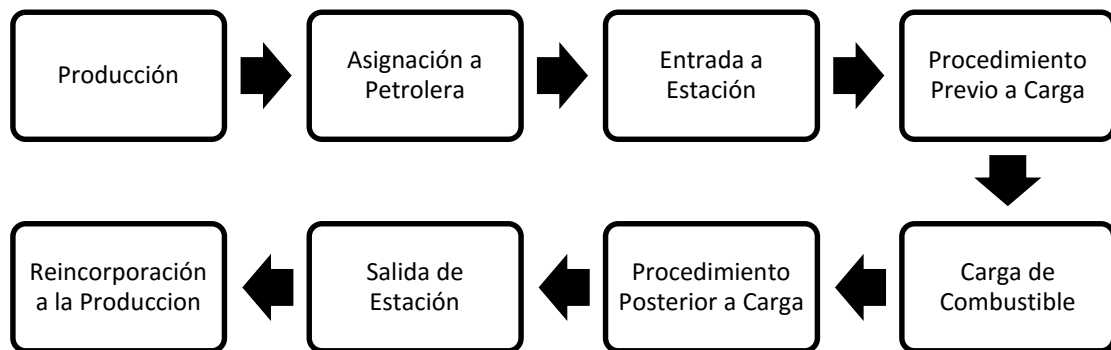 Producción
Asignación a
Petrolera
Entrada a
Estación
Procedimiento
Previo a Carga
Reincorporación
a la Produccion
Salida de
Estación
Procedimiento
Posterior a Carga
Carga de
Combustible